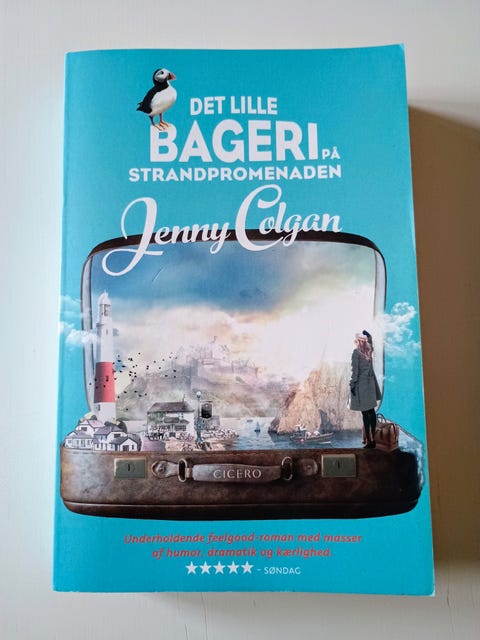 DET LILLE
BAGERI PÅ
STRANDPROMENADEN
Jenny Colgan
CICERO
Underholdende feelgood-roman med masser
af humor, dramatik og kærlighed
★★★★★ – SØNDAG